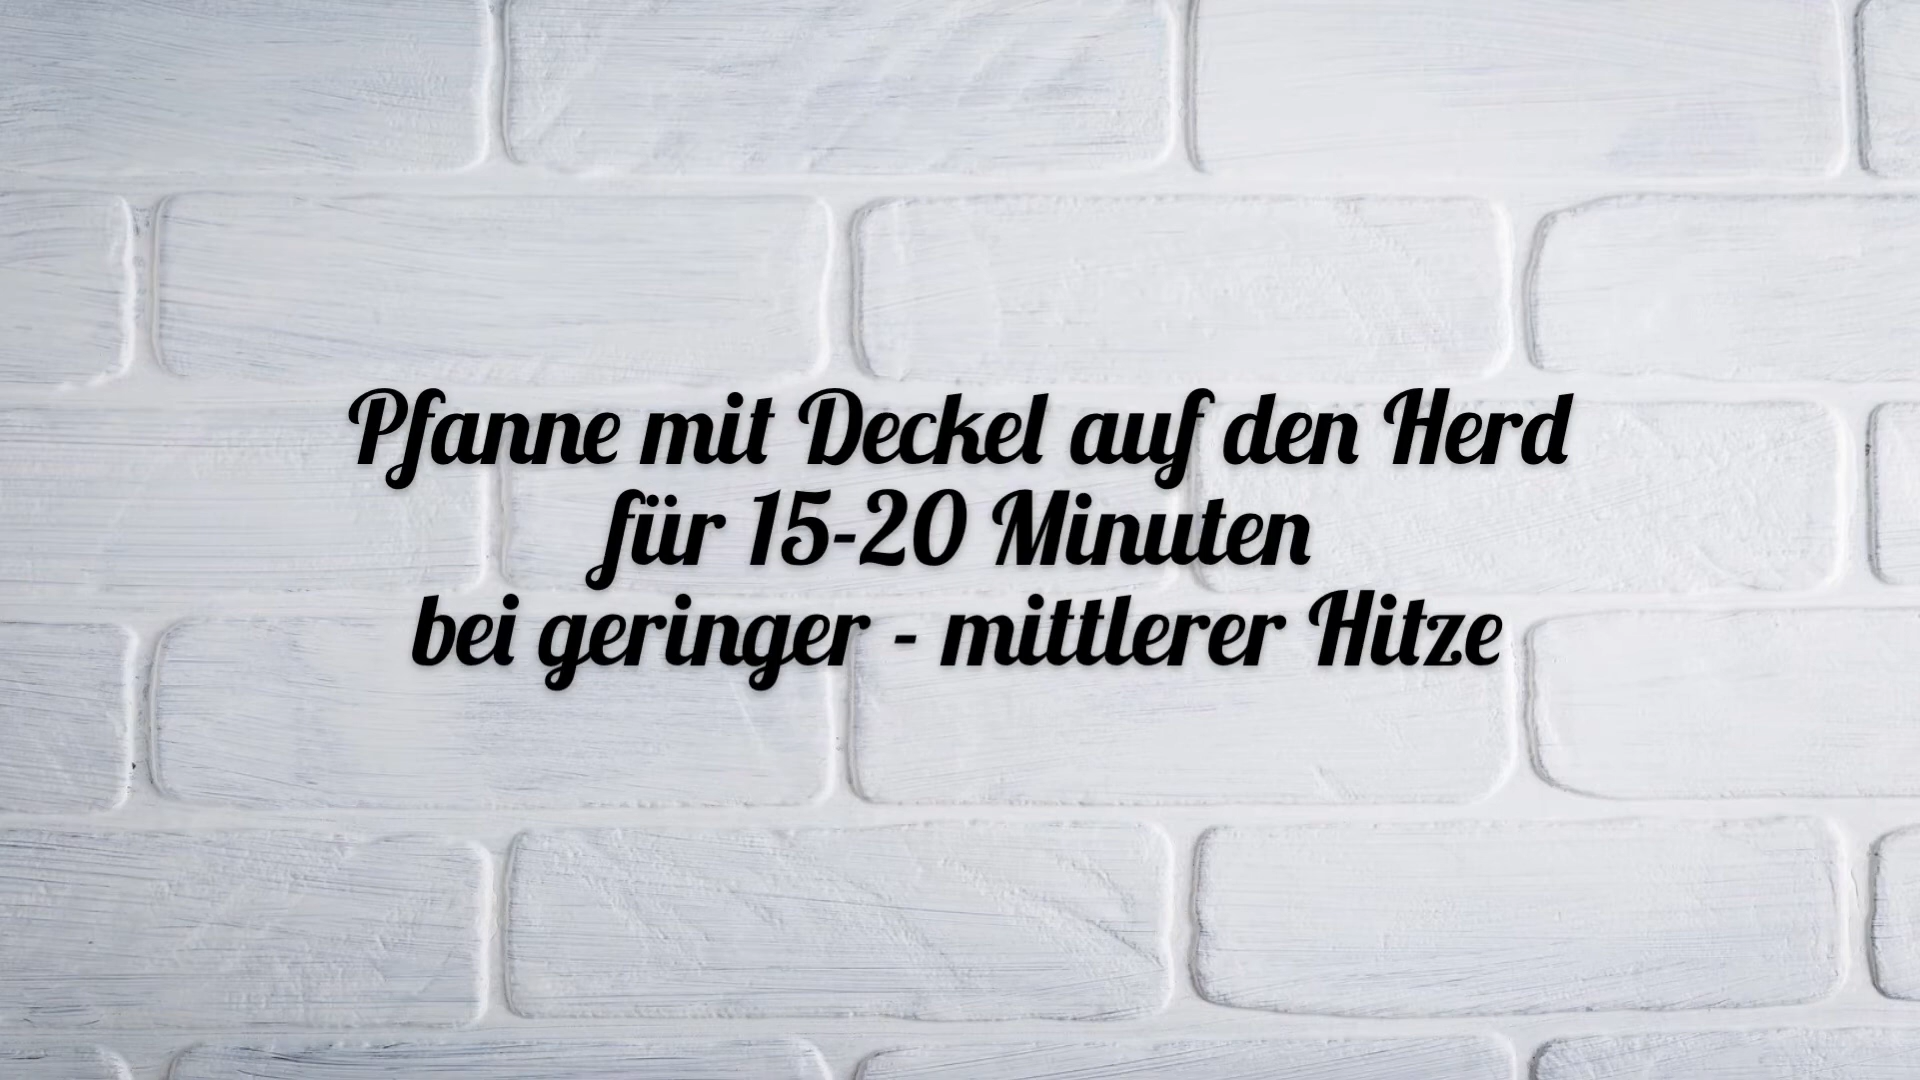 Pfanne mit Deckel auf den Herd
für 15-20 Minuten
bei geringer - mittlerer Hitze